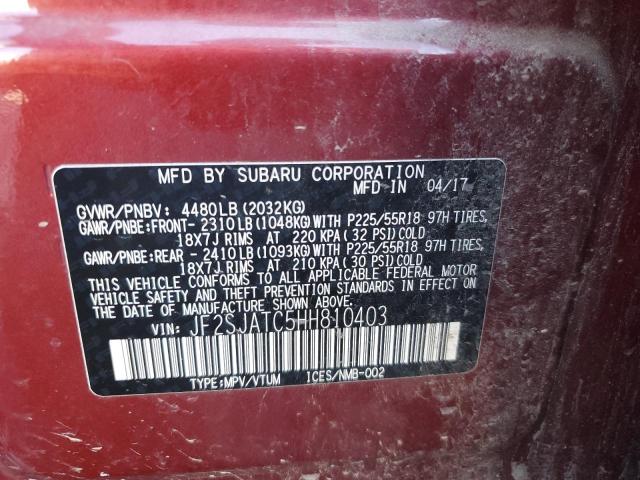 MFD BY SUBARU CORPORATION
MFD IN 04/17
GVWR/PNBV: 4480LB(2032KG)
GAWR/PNBE:FRONT- 2310LB(1048KG)WITH P225/55R18 97H TIRES,
18X7J RIMS AT 220 KPA(32 PSI)COLD
GAWR/PNBE:REAR - 2410LB(1093KG)WITH P225/55R18 97H TIRES,
18X7J RIMS AT 210 KPA(30 PSI)COLD
THIS VEHICLE CONFORMS TO ALL APPLICABLE FEDERAL MOTOR
VEHICLE SAFETY AND THEFT PREVENTION STANDARDS IN EFFECT ON
THE DATE OF MANUFACTURE SHOWN ABOVE.
VIN: JF2SJATC5HH810403
TYPE:MPV/VTUM ICES/NMB-002